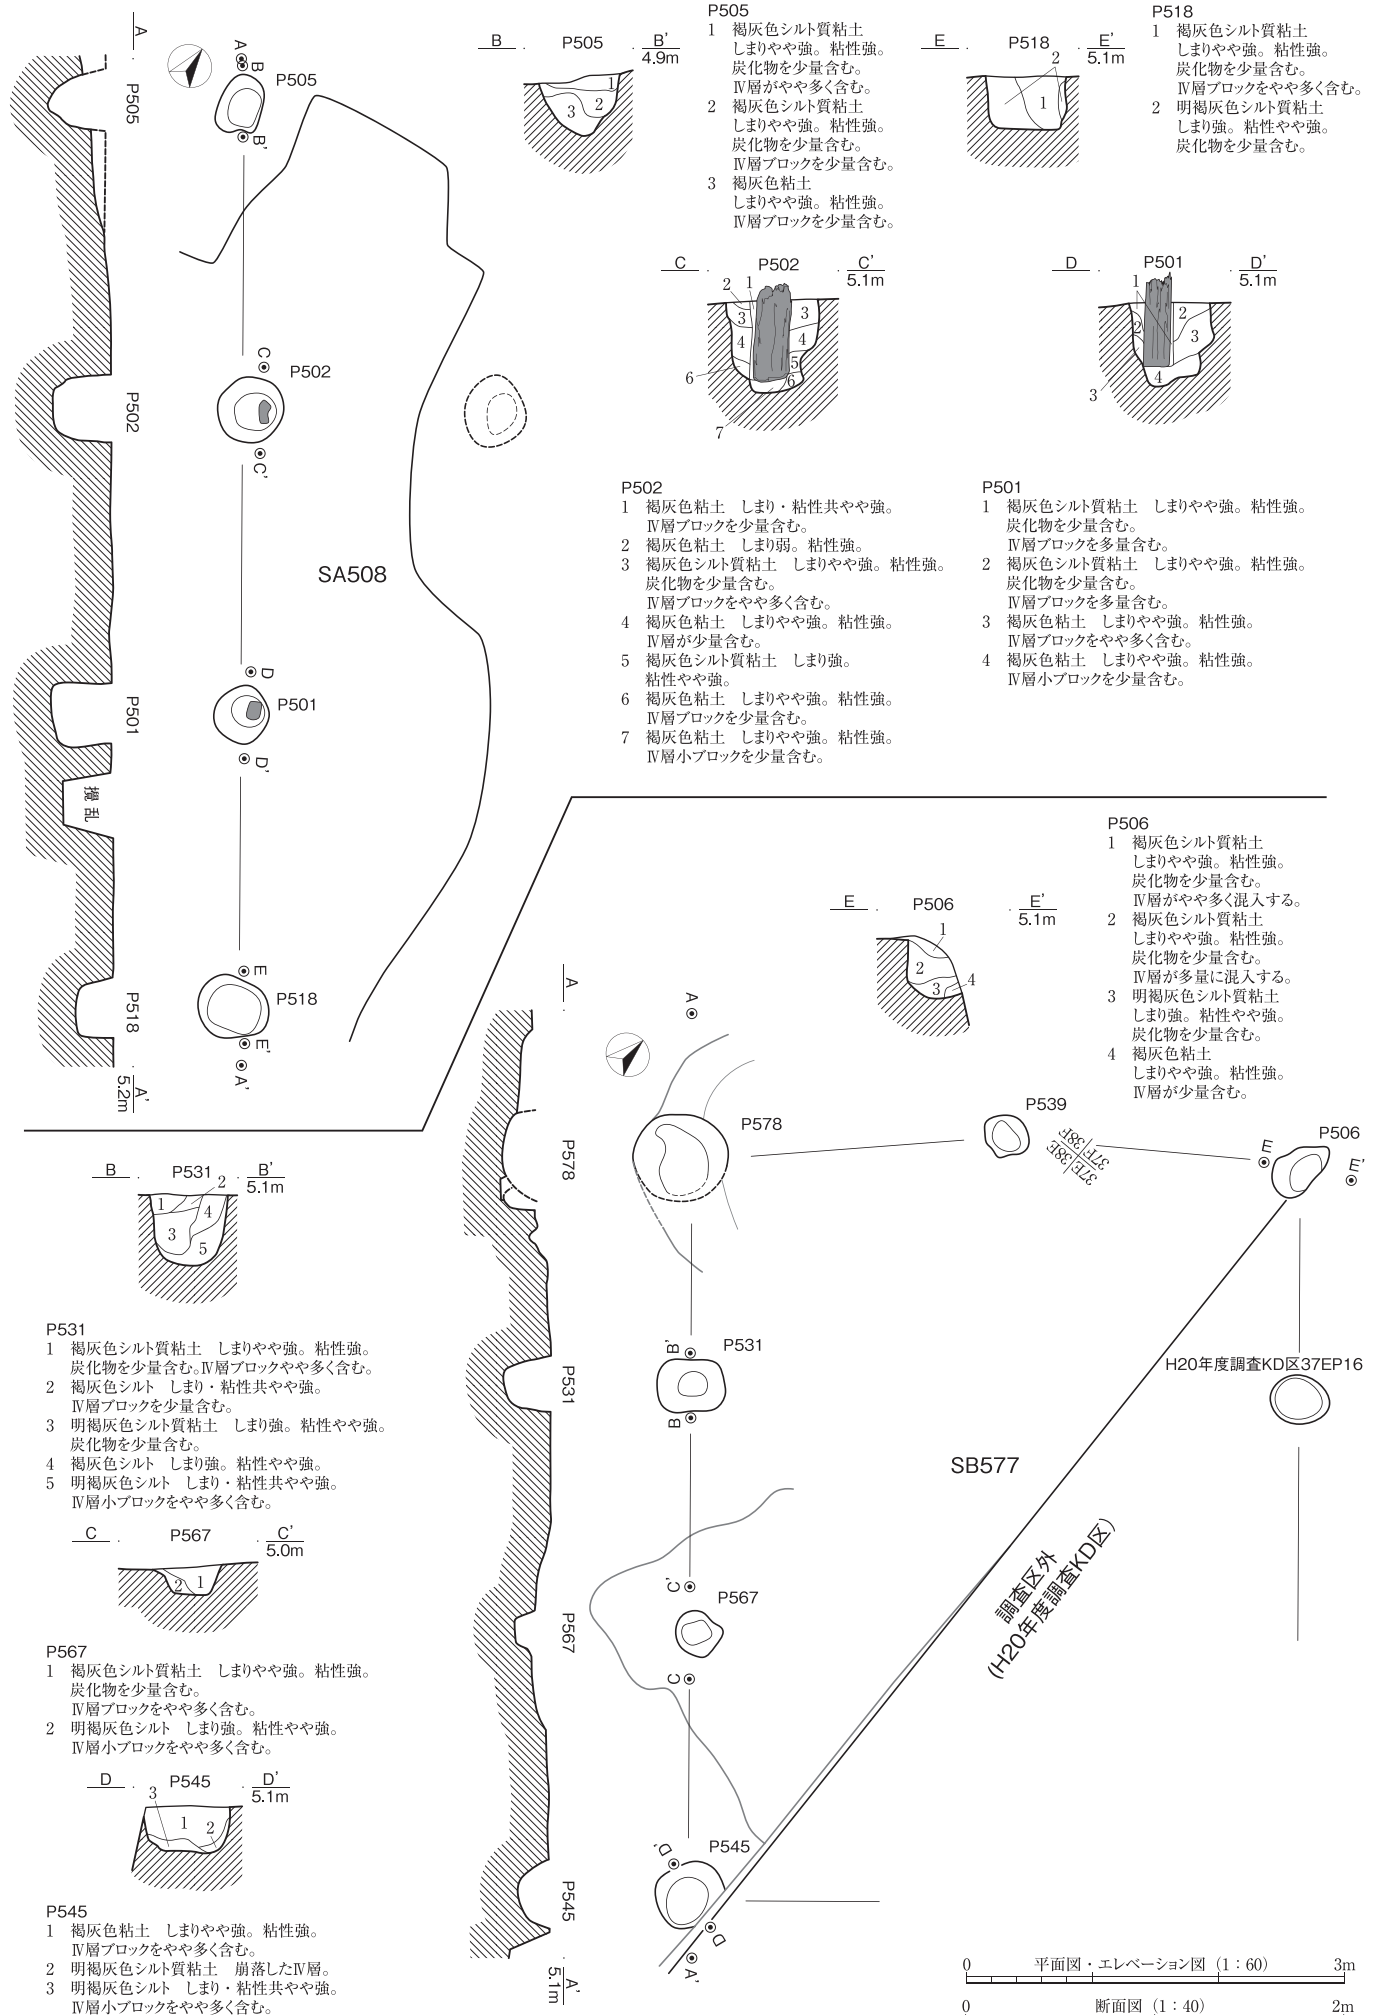 A
P505
P502
P501
攪乱
P518
A'
5.2m
A
B
P505
B'
C
P502
C'
SA508
D
P501
D'
E
P518
E'
A'
B P505 B'
4.9m
1
2
3
P505
1 褐灰色シルト質粘土
しまりやや強。粘性強。
炭化物を少量含む。
Ⅳ層がやや多く含む。
2 褐灰色シルト質粘土
しまりやや強。粘性強。
炭化物を少量含む。
Ⅳ層ブロックを少量含む。
3 褐灰色粘土
しまりやや強。粘性強。
Ⅳ層ブロックを少量含む。
E P518 E'
5.1m
2
1
P518
1 褐灰色シルト質粘土
しまりやや強。粘性強。
炭化物を少量含む。
Ⅳ層ブロックをやや多く含む。
2 明褐灰色シルト質粘土
しまり強。粘性やや強。
炭化物を少量含む。
C P502 C'
5.1m
2 1
3 3
4 4
5
6 6
7
D P501 D'
5.1m
1
2
2
3
4
3
P502
1 褐灰色粘土 しまり・粘性共やや強。
Ⅳ層ブロックを少量含む。
2 褐灰色粘土 しまり弱。粘性強。
3 褐灰色シルト質粘土 しまりやや強。粘性強。
炭化物を少量含む。
Ⅳ層ブロックをやや多く含む。
4 褐灰色粘土 しまりやや強。粘性強。
Ⅳ層が少量含む。
5 褐灰色シルト質粘土 しまり強。
粘性やや強。
6 褐灰色粘土 しまりやや強。粘性強。
Ⅳ層ブロックを少量含む。
7 褐灰色粘土 しまりやや強。粘性強。
Ⅳ層小ブロックを少量含む。
P501
1 褐灰色シルト質粘土 しまりやや強。粘性強。
炭化物を少量含む。
Ⅳ層ブロックを多量含む。
2 褐灰色シルト質粘土 しまりやや強。粘性強。
炭化物を少量含む。
Ⅳ層ブロックを多量含む。
3 褐灰色粘土 しまりやや強。粘性強。
Ⅳ層ブロックをやや多く含む。
4 褐灰色粘土 しまりやや強。粘性強。
Ⅳ層小ブロックを少量含む。
E P506 E'
5.1m
1
2
4
3
P506
1 褐灰色シルト質粘土
しまりやや強。粘性強。
炭化物を少量含む。
Ⅳ層がやや多く混入する。
2 褐灰色シルト質粘土
しまりやや強。粘性強。
炭化物を少量含む。
Ⅳ層が多量に混入する。
3 明褐灰色シルト質粘土
しまり強。粘性やや強。
炭化物を少量含む。
4 褐灰色粘土
しまりやや強。粘性強。
Ⅳ層が少量含む。
B P531 B'
5.1m
2
1
4
3
5
P531
1 褐灰色シルト質粘土 しまりやや強。粘性強。
炭化物を少量含む。Ⅳ層ブロックやや多く含む。
2 褐灰色シルト しまり・粘性共やや強。
Ⅳ層ブロックを少量含む。
3 明褐灰色シルト質粘土 しまり強。粘性やや強。
炭化物を少量含む。
4 褐灰色シルト しまり強。粘性やや強。
5 明褐灰色シルト しまり・粘性共やや強。
Ⅳ層小ブロックをやや多く含む。
C P567 C'
5.0m
2 1
P567
1 褐灰色シルト質粘土 しまりやや強。粘性強。
炭化物を少量含む。
Ⅳ層ブロックをやや多く含む。
2 明褐灰色シルト しまり強。粘性やや強。
Ⅳ層小ブロックをやや多く含む。
D P545 D'
5.1m
3
1
2
P545
1 褐灰色粘土 しまりやや強。粘性強。
Ⅳ層ブロックをやや多く含む。
2 明褐灰色シルト質粘土 崩落したⅣ層。
3 明褐灰色シルト しまり・粘性共やや強。
Ⅳ層小ブロックをやや多く含む。
A
P578
P531
P567
P545
A'
5.1m
A
P578
P539
37F/38F
37E/38E
E
P506
E'
B'
P531
B
H20年度調査KD区37EP16
SB577
C'
P567
C
調査区外
(H20年度調査KD区)
D'
P545
D
A'
0 平面図・エレベーション図（1：60） 3m
0 断面図（1：40） 2m